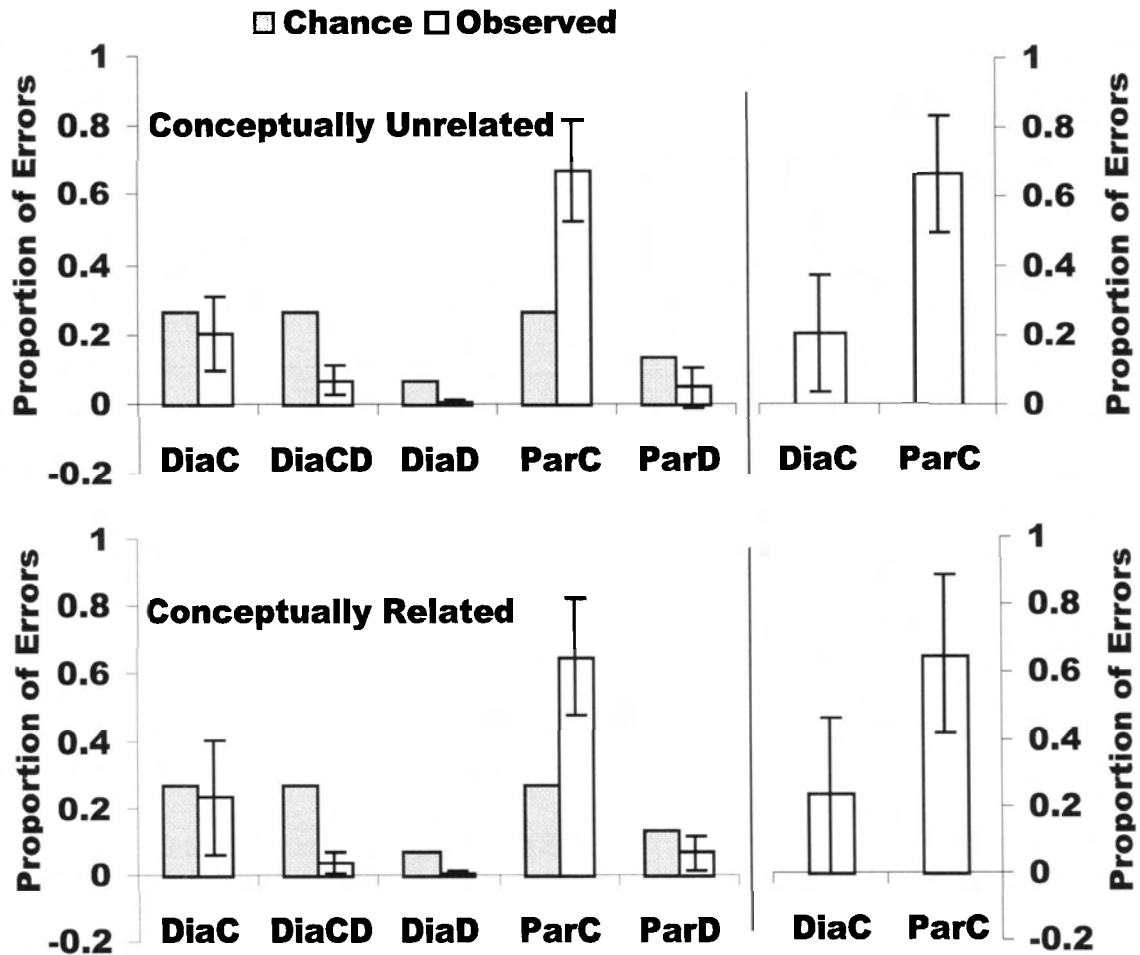 Chance Observed
Proportion of Errors
1
0.8
0.6
0.4
0.2
0
-0.2
Conceptually Unrelated
DiaC DiaCD DiaD ParC ParD
DiaC ParC
1
0.8
0.6
0.4
0.2
0
Proportion of Errors
Proportion of Errors
1
0.8
0.6
0.4
0.2
0
-0.2
Conceptually Related
DiaC DiaCD DiaD ParC ParD
DiaC ParC
1
0.8
0.6
0.4
0.2
0
-0.2
Proportion of Errors